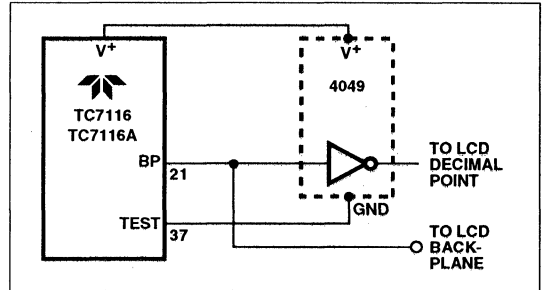 V+
TC7116
TC7116A
BP
21
TEST
37
V+
4049
GND
TO LCD
DECIMAL
POINT
TO LCD
BACK-
PLANE